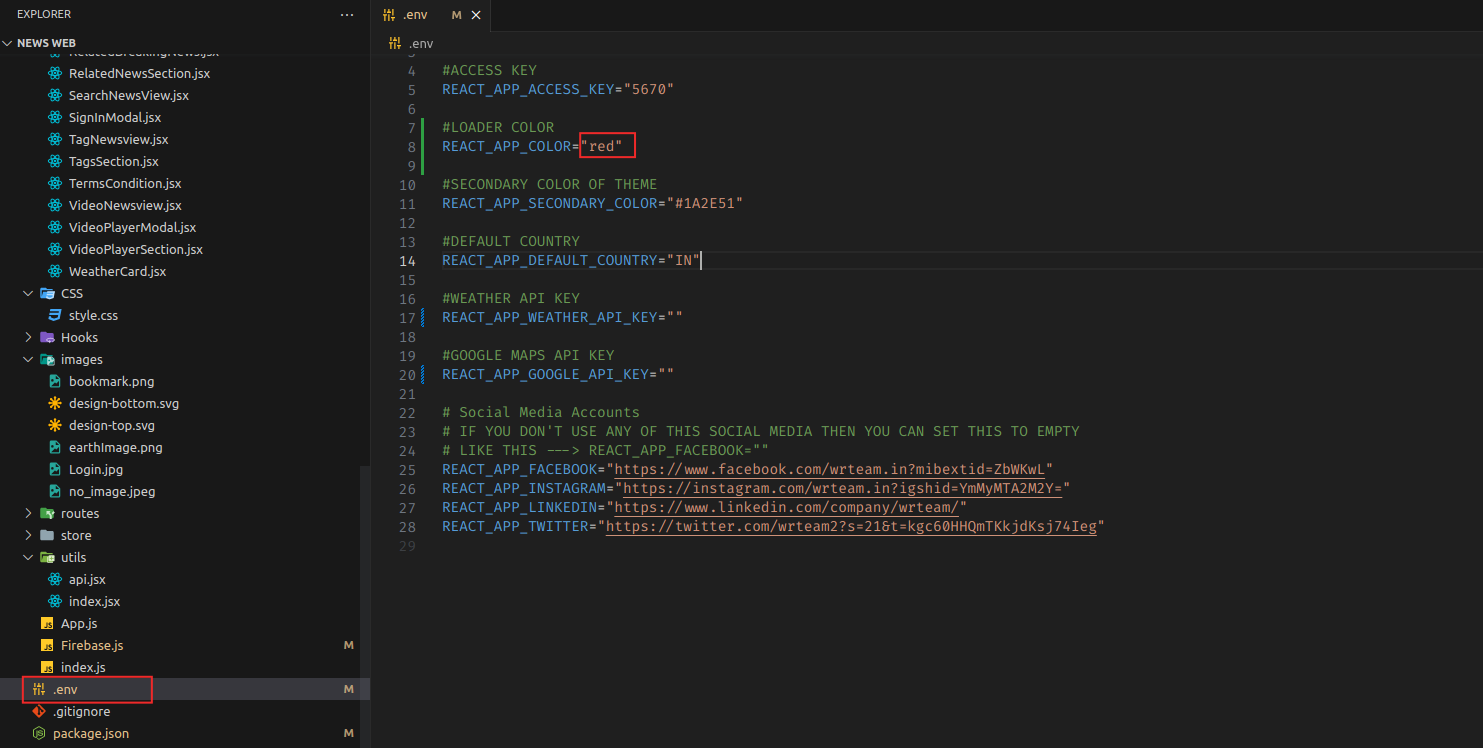 EXPLORER
NEWS WEB
RelatedBreakingNews.jsx
RelatedNewsSection.jsx
SearchNewsView.jsx
SignInModal.jsx
TagNewsview.jsx
TagsSection.jsx
TermsCondition.jsx
VideoNewsview.jsx
VideoPlayerModal.jsx
VideoPlayerSection.jsx
WeatherCard.jsx
CSS
style.css
Hooks
images
bookmark.png
design-bottom.svg
design-top.svg
earthImage.png
Login.jpg
no_image.jpeg
routes
store
utils
api.jsx
index.jsx
App.js
Firebase.js M
index.js
.env M
.gitignore
package.json M
.env M
.env
3
4 #ACCESS KEY
5 REACT_APP_ACCESS_KEY="5670"
6
7 #LOADER COLOR
8 REACT_APP_COLOR="red"
9
10 #SECONDARY COLOR OF THEME
11 REACT_APP_SECONDARY_COLOR="#1A2E51"
12
13 #DEFAULT COUNTRY
14 REACT_APP_DEFAULT_COUNTRY="IN"
15
16 #WEATHER API KEY
17 REACT_APP_WEATHER_API_KEY=""
18
19 #GOOGLE MAPS API KEY
20 REACT_APP_GOOGLE_API_KEY=""
21
22 # Social Media Accounts
23 # IF YOU DON'T USE ANY OF THIS SOCIAL MEDIA THEN YOU CAN SET THIS TO EMPTY
24 # LIKE THIS ---> REACT_APP_FACEBOOK=""
25 REACT_APP_FACEBOOK="https://www.facebook.com/wrteam.in?mibextid=ZbWKwL"
26 REACT_APP_INSTAGRAM="https://instagram.com/wrteam.in?igshid=YmMyMTA2M2Y="
27 REACT_APP_LINKEDIN="https://www.linkedin.com/company/wrteam/"
28 REACT_APP_TWITTER="https://twitter.com/wrteam2?s=21&t=kgc60HHQmTKkjdKsj74Ieg"
29